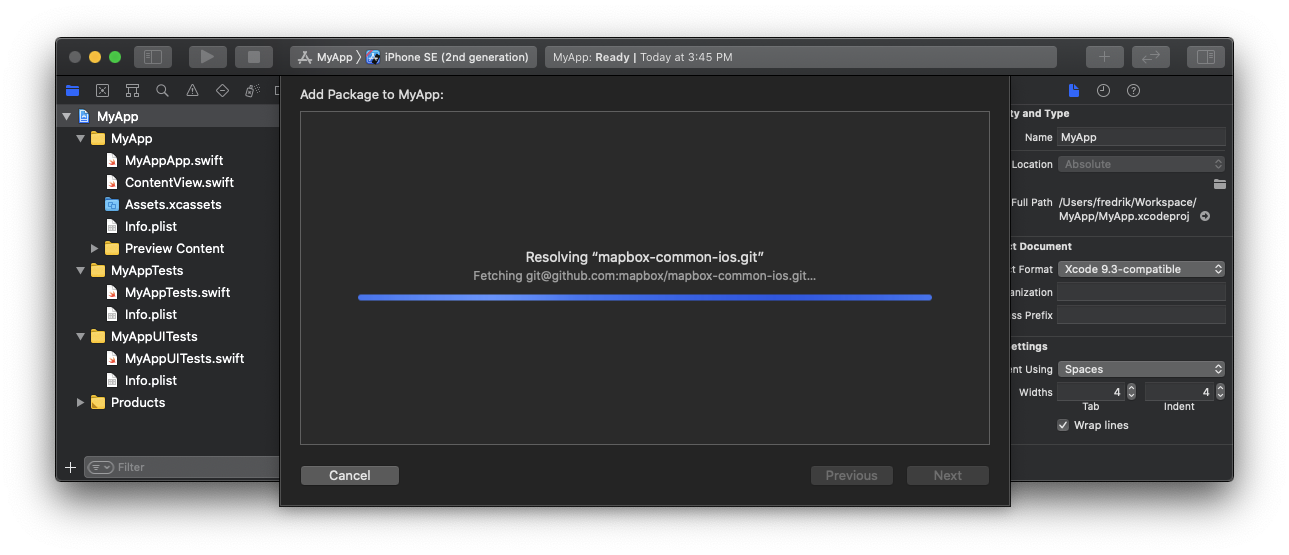 MyApp
iPhone SE (2nd generation)
MyApp: Ready | Today at 3:45 PM
MyApp
MyApp
MyAppApp.swift
ContentView.swift
Assets.xcassets
Info.plist
Preview Content
MyAppTests
MyAppTests.swift
Info.plist
MyAppUITests
MyAppUITests.swift
Info.plist
Products
Filter
Add Package to MyApp:
Resolving “mapbox-common-ios.git”
Fetching git@github.com:mapbox/mapbox-common-ios.git...
Cancel
Previous
Next
ty and Type
Name MyApp
Location Absolute
Full Path /Users/fredrik/Workspace/
MyApp/MyApp.xcodeproj
ct Document
ct Format Xcode 9.3-compatible
anization
ss Prefix
ettings
ent Using Spaces
Widths 4 4
Tab Indent
Wrap lines